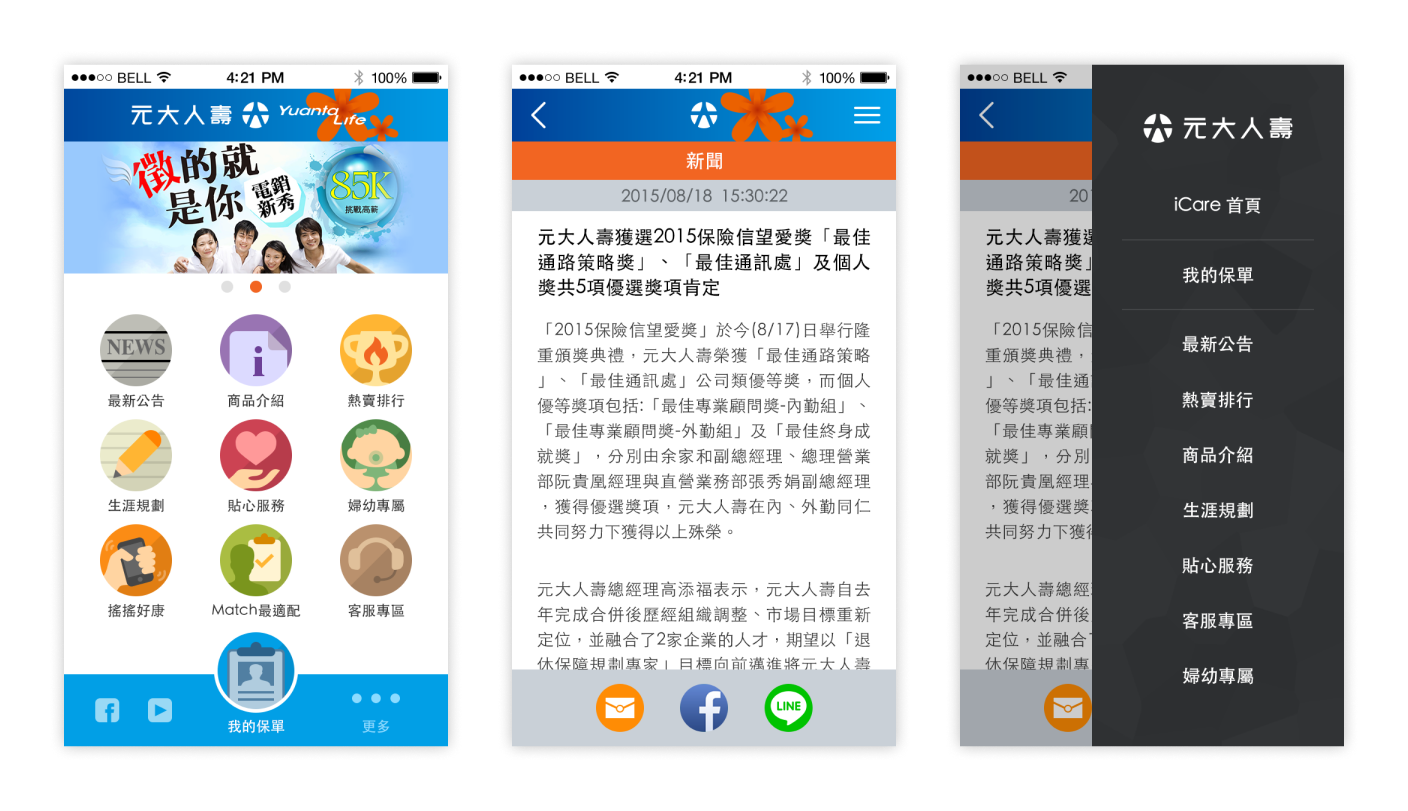 ●●●○○ BELL 4:21 PM 100%
元大人壽 Yuanta Life
徵的就
是你 電銷新秀
85K
挑戰高薪
NEWS
最新公告 商品介紹 熱賣排行
生涯規劃 貼心服務 婦幼專屬
搖搖好康 Match最適配 客服專區
我的保單 更多
●●●○○ BELL 4:21 PM 100%
新聞
2015/08/18 15:30:22
元大人壽獲選2015保險信望愛獎「最佳
通路策略獎」、「最佳通訊處」及個人
獎共5項優選獎項肯定
「2015保險信望愛獎」於今(8/17)日舉行隆
重頒獎典禮，元大人壽榮獲「最佳通路策略
」、「最佳通訊處」公司類優等獎，而個人
優等獎項包括:「最佳專業顧問獎-內勤組」、
「最佳專業顧問獎-外勤組」及「最佳終身成
就獎」，分別由余家和副總經理、總理營業
部阮貴凰經理與直營業務部張秀娟副總經理
，獲得優選獎項，元大人壽在內、外勤同仁
共同努力下獲得以上殊榮。
元大人壽總經理高添福表示，元大人壽自去
年完成合併後歷經組織調整、市場目標重新
定位，並融合了2家企業的人才，期望以「退
休保障規劃專家」目標向前邁進將元大人壽
LINE
●●●○○ BELL
20
元大人壽獲選
通路策略獎」
獎共5項優選
「2015保險信
重頒獎典禮，
」、「最佳通
優等獎項包括:
「最佳專業顧
就獎」，分別
部阮貴凰經理
，獲得優選獎
共同努力下獲
元大人壽總經
年完成合併後
定位，並融合
休保障規劃專
元大人壽
iCare 首頁
我的保單
最新公告
熱賣排行
商品介紹
生涯規劃
貼心服務
客服專區
婦幼專屬